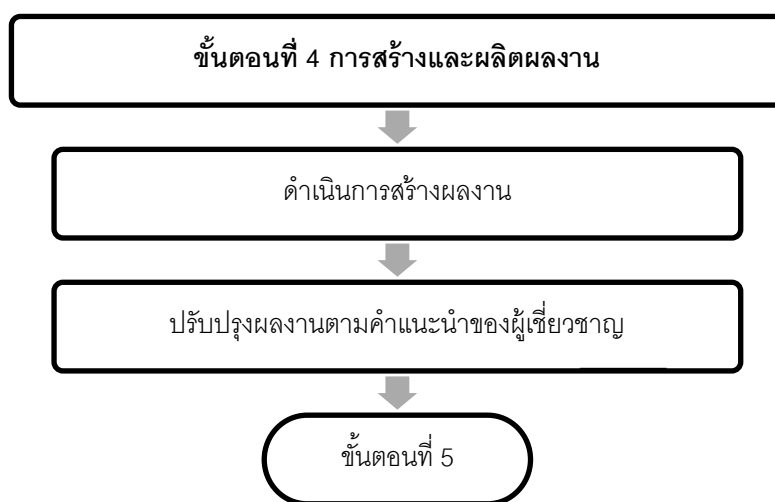 ขั้นตอนที่ 4 การสร้างและผลิตผลงาน
ดำเนินการสร้างผลงาน
ปรับปรุงผลงานตามคำแนะนำของผู้เชี่ยวชาญ
ขั้นตอนที่ 5